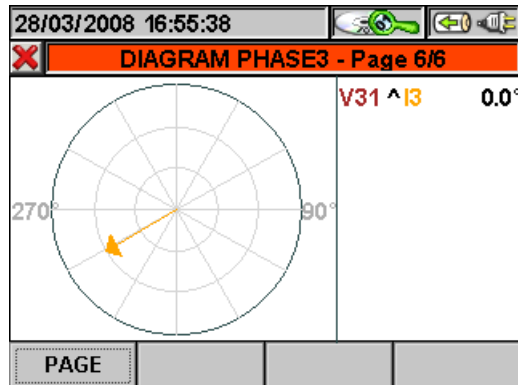 28/03/2008 16:55:38
DIAGRAM PHASE3 - Page 6/6
V31 ^ I3 0.0°
270° 90°
PAGE